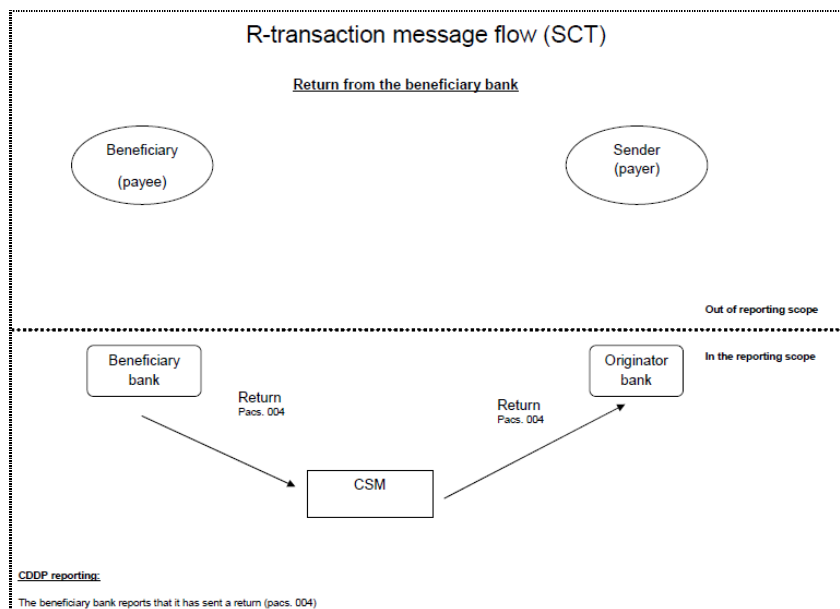 R-transaction message flow (SCT)
Return from the beneficiary bank
Beneficiary
(payee)
Sender
(payer)
Out of reporting scope
In the reporting scope
Beneficiary
bank
Originator
bank
Return
Pacs. 004
Return
Pacs. 004
CSM
CDDP reporting:
The beneficiary bank reports that it has sent a return (pacs. 004)